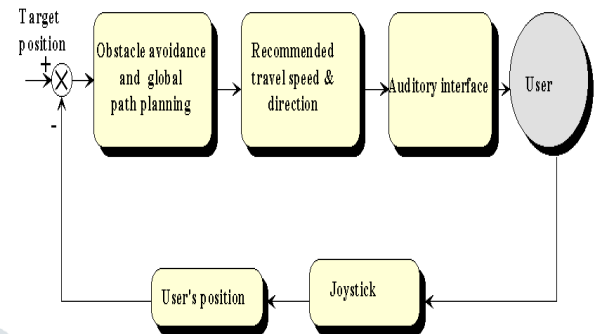 Target
position
+
-
Obstacle avoidance
and global
path planning
Recommended
travel speed &
direction
Auditory interface
User
User's position
Joystick